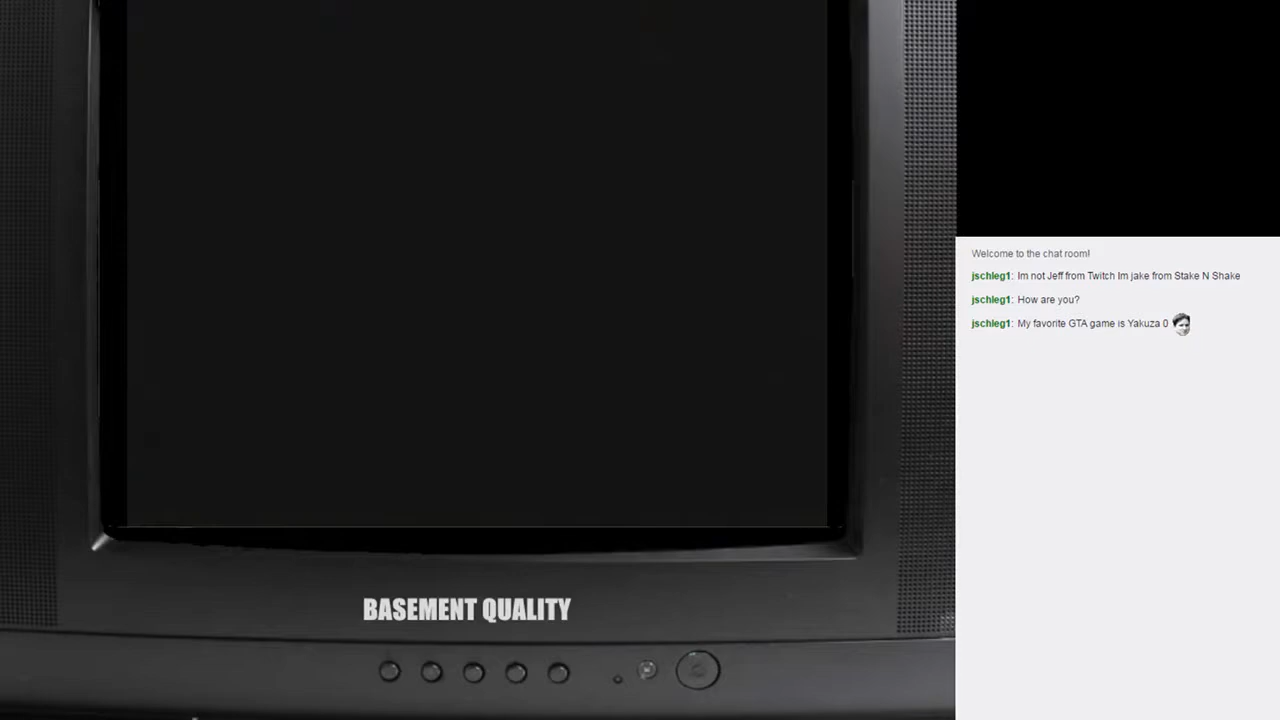 Welcome to the chat room!
jschleg1: Im not Jeff from Twitch Im jake from Stake N Shake
jschleg1: How are you?
jschleg1: My favorite GTA game is Yakuza 0
BASEMENT QUALITY